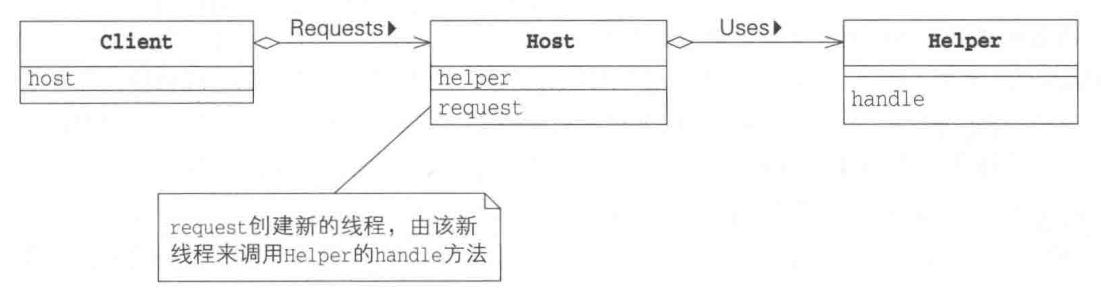 Requests▶
Uses▶
Client
host
Host
helper
request
Helper
handle
request创建新的线程，由该新
线程来调用Helper的handle方法